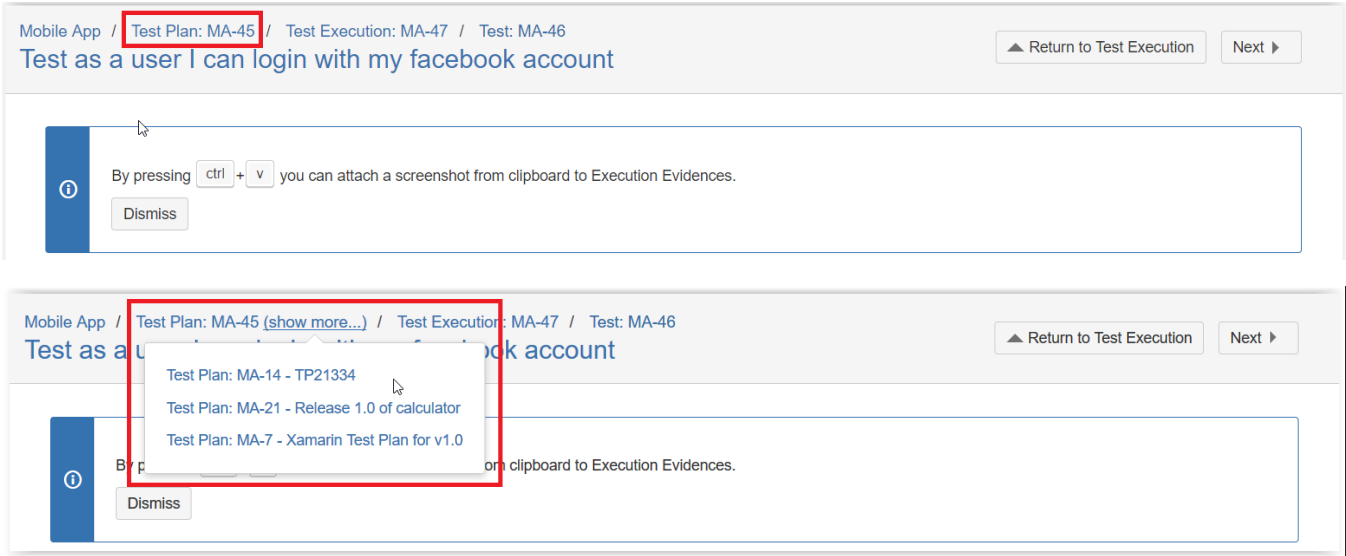 Mobile App / Test Plan: MA-45 / Test Execution: MA-47 / Test: MA-46
Test as a user I can login with my facebook account
Return to Test Execution
Next
By pressing ctrl + v you can attach a screenshot from clipboard to Execution Evidences.
Dismiss
Mobile App / Test Plan: MA-45 (show more...) / Test Execution: MA-47 / Test: MA-46
Test as a ook account
Return to Test Execution
Next
Test Plan: MA-14 - TP21334
Test Plan: MA-21 - Release 1.0 of calculator
Test Plan: MA-7 - Xamarin Test Plan for v1.0
By p om clipboard to Execution Evidences.
Dismiss